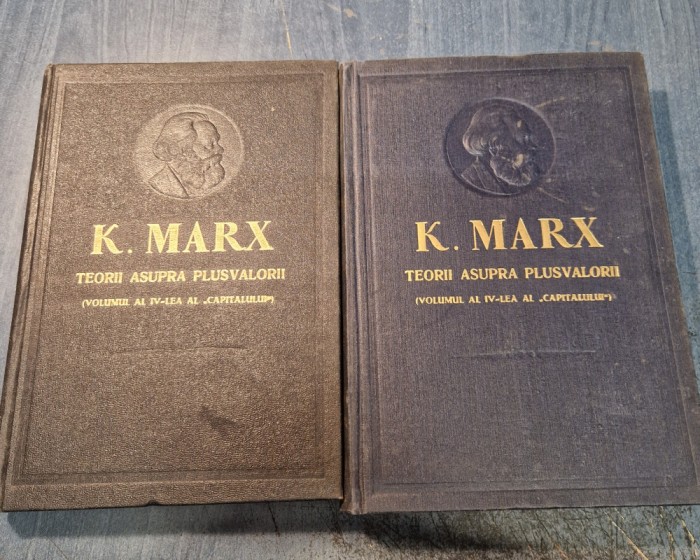 K. MARX
TEORII ASUPRA PLUSVALORII
(VOLUMUL AL IV-LEA AL „CAPITALULUI”)
K. MARX
TEORII ASUPRA PLUSVALORII
(VOLUMUL AL IV-LEA AL „CAPITALULUI”)